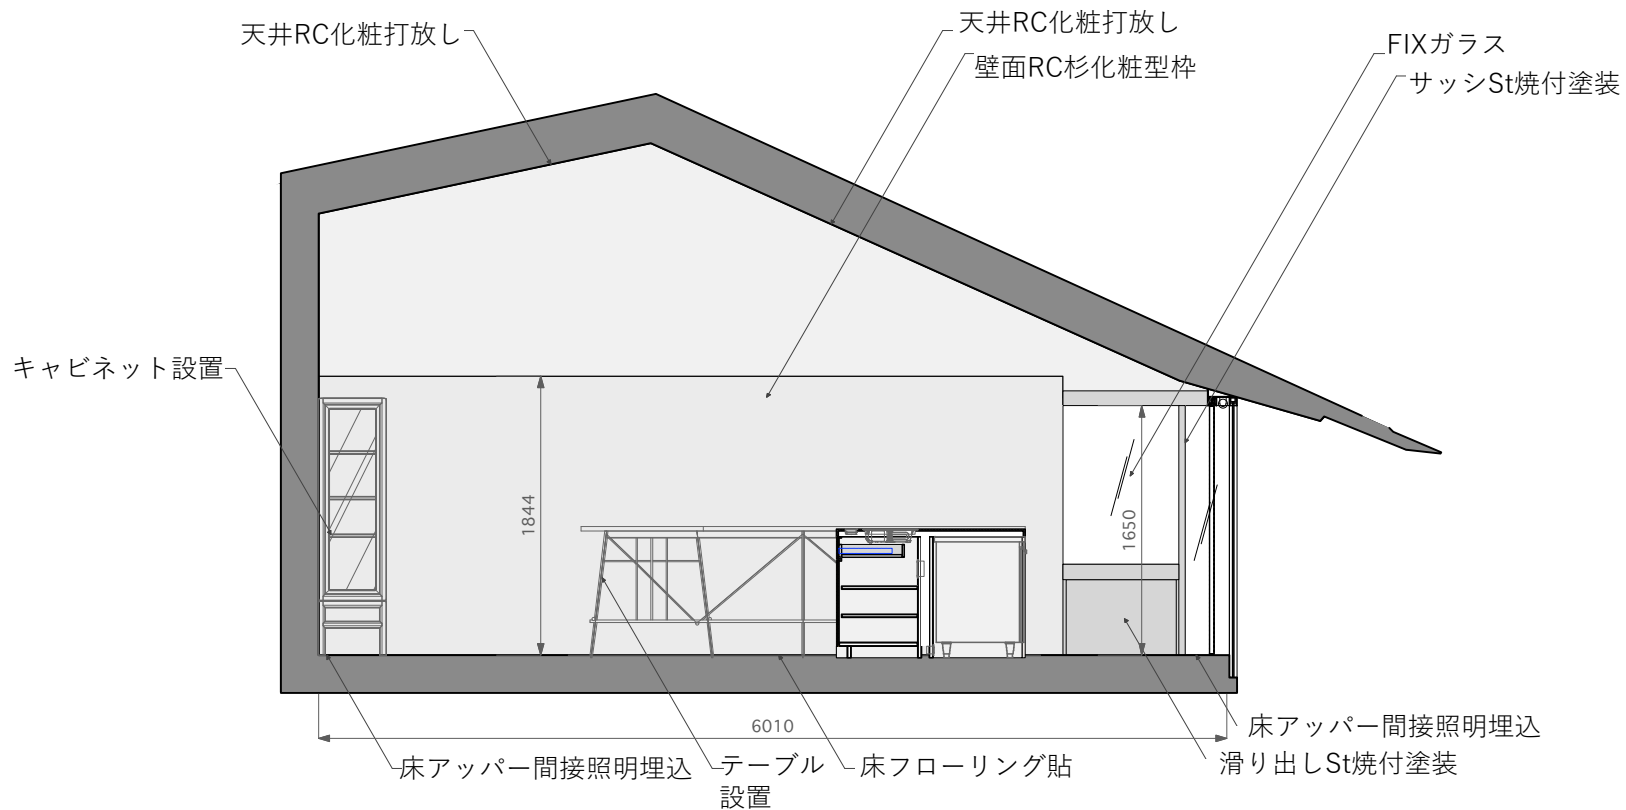 天井RC化粧打放し
天井RC化粧打放し
壁面RC杉化粧型枠
FIXガラス
サッシSt焼付塗装
キャビネット設置
1844
1650
6010
床アッパー間接照明埋込
テーブル
設置
床フローリング貼
床アッパー間接照明埋込
滑り出しSt焼付塗装